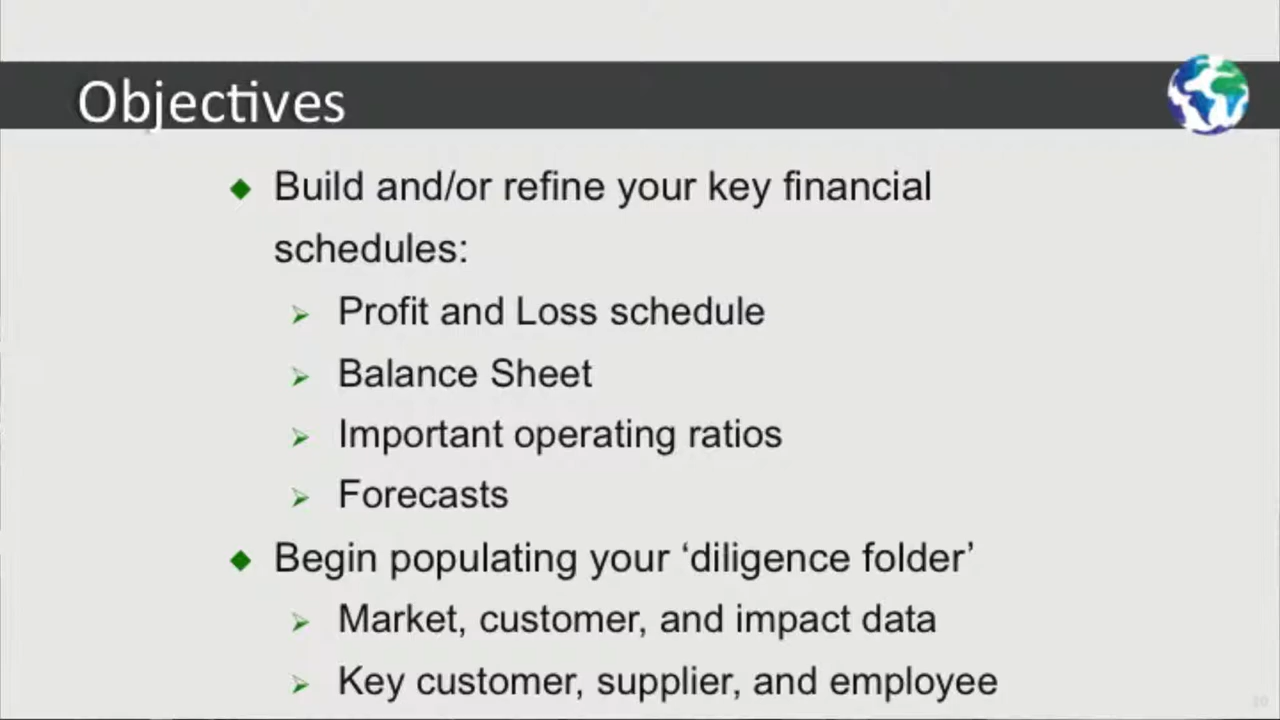 Objectives
Build and/or refine your key financial
schedules:
Profit and Loss schedule
Balance Sheet
Important operating ratios
Forecasts
Begin populating your ‘diligence folder’
Market, customer, and impact data
Key customer, supplier, and employee